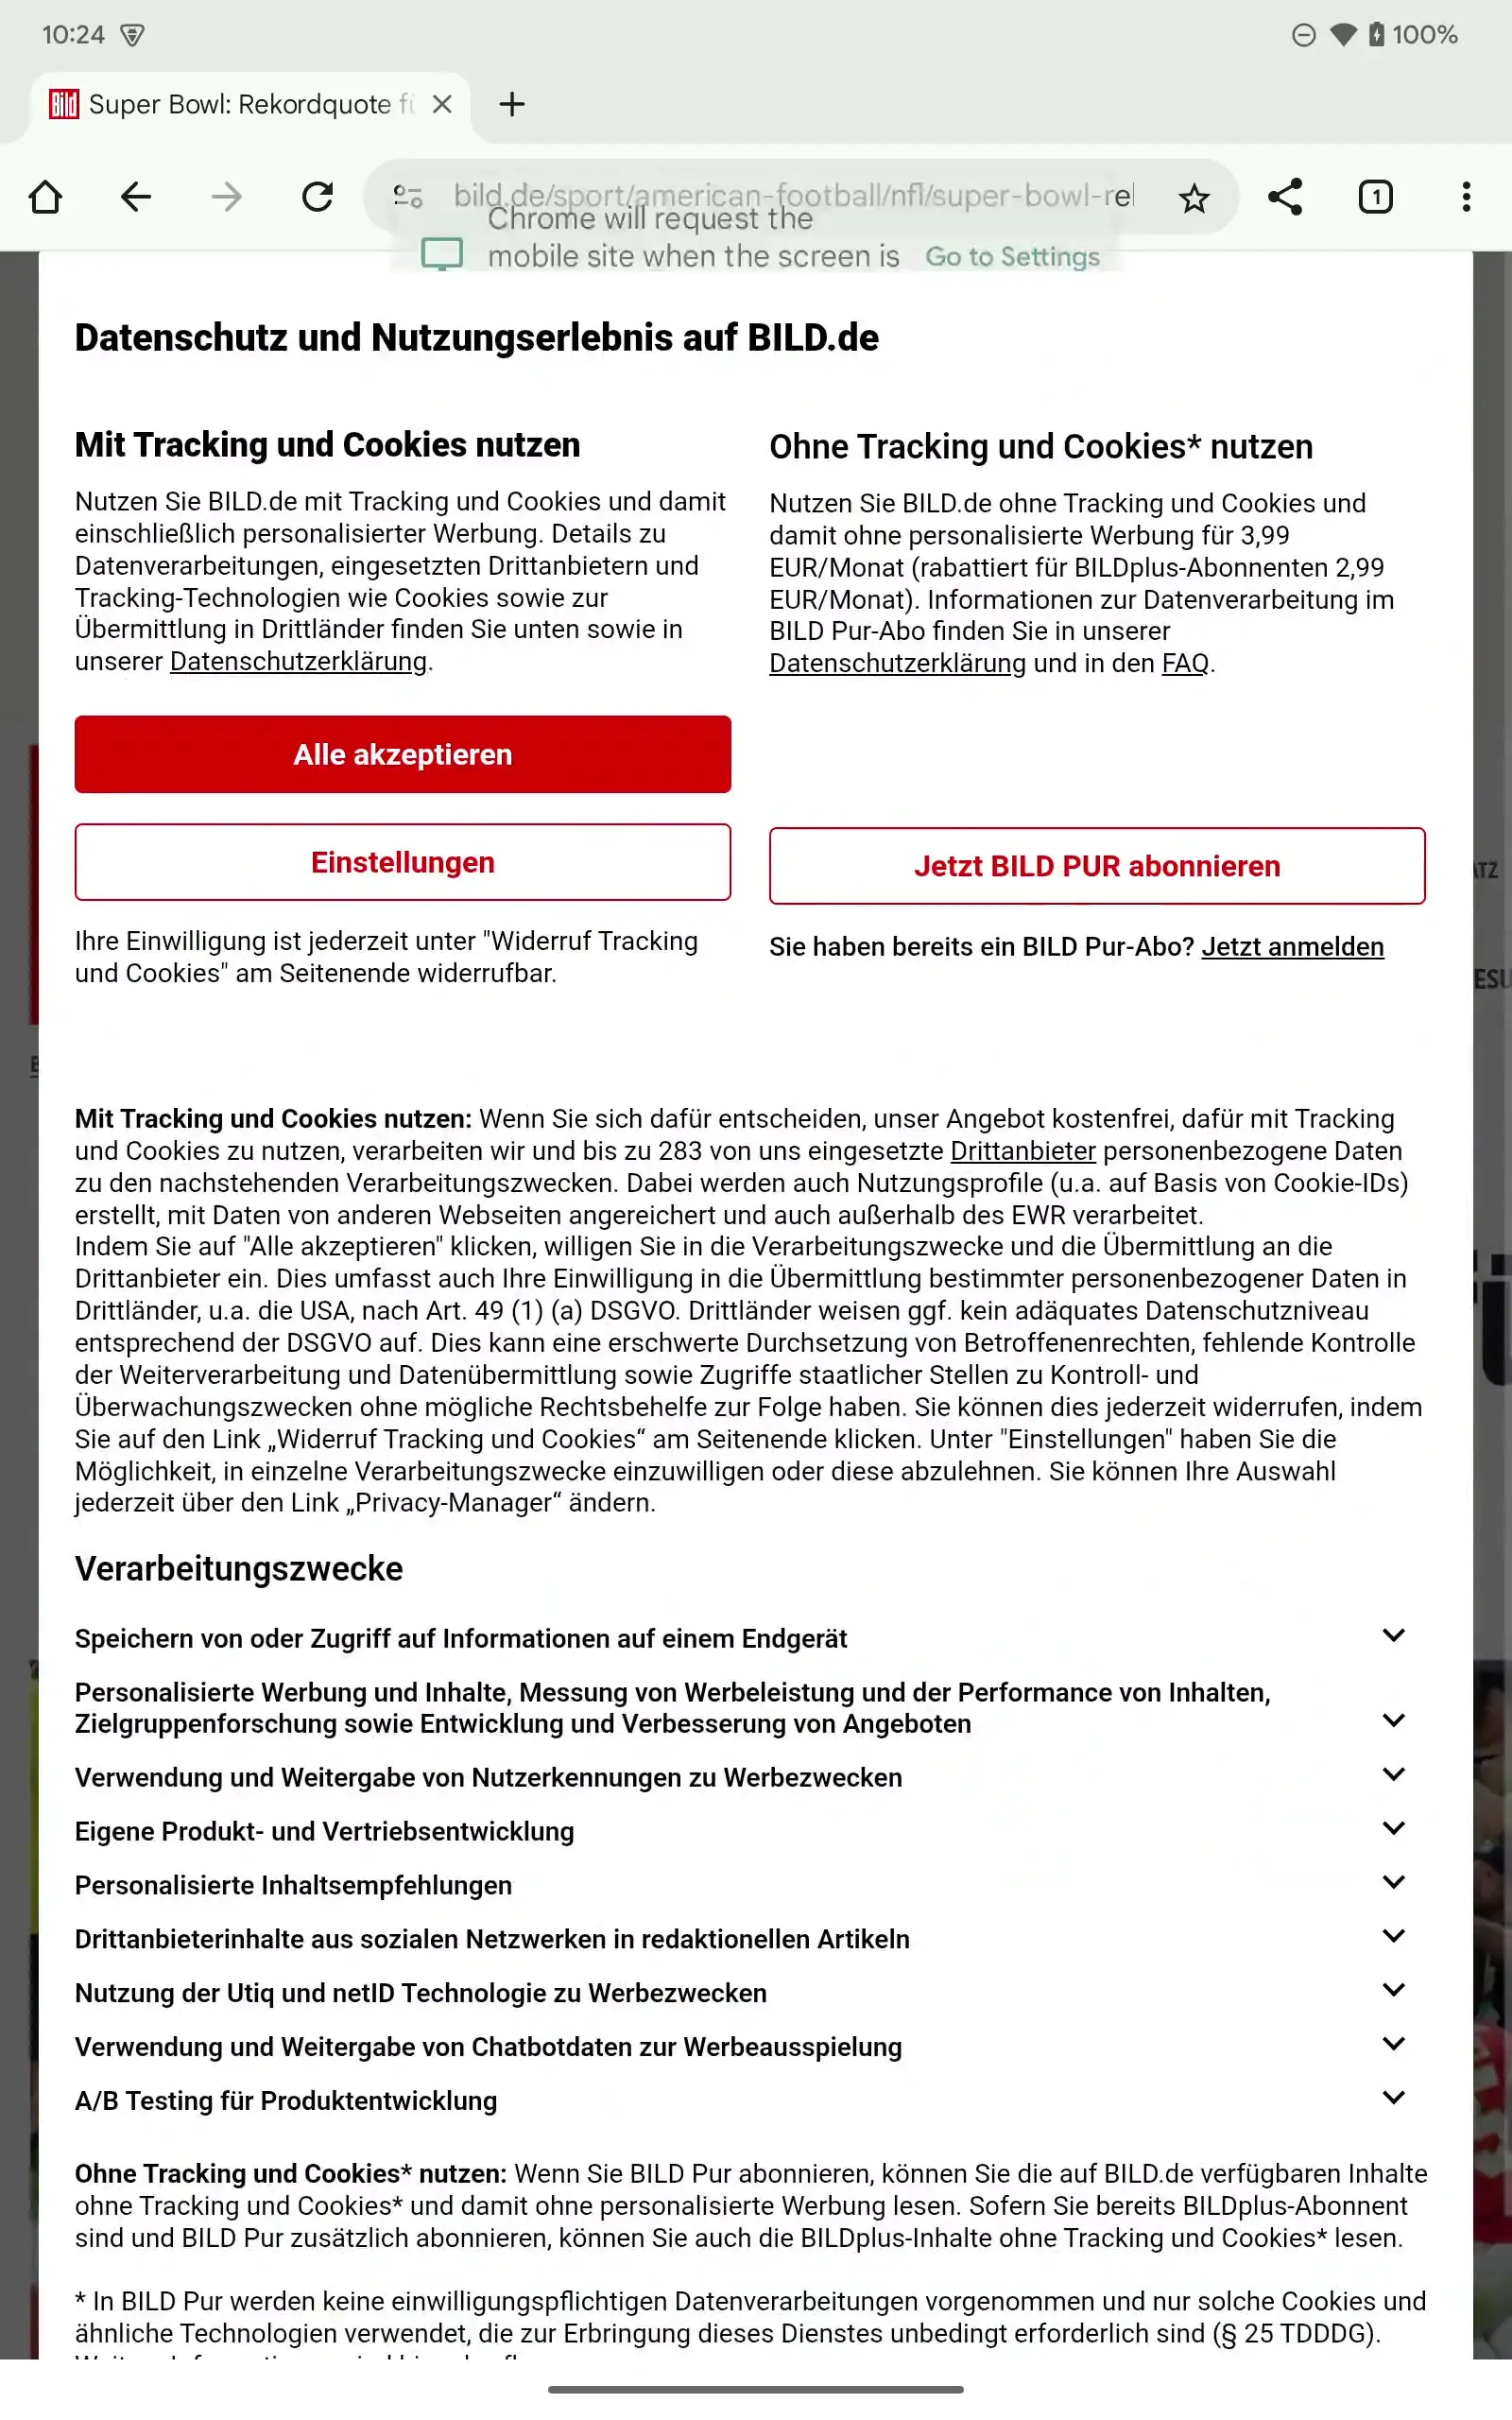 10:24
100%
Bild Super Bowl: Rekordquote fü
bild.de/sport/american-football/nfl/super-bowl-re
1
Chrome will request the
mobile site when the screen is
Go to Settings
Datenschutz und Nutzungserlebnis auf BILD.de
Mit Tracking und Cookies nutzen
Nutzen Sie BILD.de mit Tracking und Cookies und damit
einschließlich personalisierter Werbung. Details zu
Datenverarbeitungen, eingesetzten Drittanbietern und
Tracking-Technologien wie Cookies sowie zur
Übermittlung in Drittländer finden Sie unten sowie in
unserer Datenschutzerklärung.
Alle akzeptieren
Einstellungen
Ihre Einwilligung ist jederzeit unter "Widerruf Tracking
und Cookies" am Seitenende widerrufbar.
Ohne Tracking und Cookies* nutzen
Nutzen Sie BILD.de ohne Tracking und Cookies und
damit ohne personalisierte Werbung für 3,99
EUR/Monat (rabattiert für BILDplus-Abonnenten 2,99
EUR/Monat). Informationen zur Datenverarbeitung im
BILD Pur-Abo finden Sie in unserer
Datenschutzerklärung und in den FAQ.
Jetzt BILD PUR abonnieren
Sie haben bereits ein BILD Pur-Abo? Jetzt anmelden
Mit Tracking und Cookies nutzen: Wenn Sie sich dafür entscheiden, unser Angebot kostenfrei, dafür mit Tracking
und Cookies zu nutzen, verarbeiten wir und bis zu 283 von uns eingesetzte Drittanbieter personenbezogene Daten
zu den nachstehenden Verarbeitungszwecken. Dabei werden auch Nutzungsprofile (u.a. auf Basis von Cookie-IDs)
erstellt, mit Daten von anderen Webseiten angereichert und auch außerhalb des EWR verarbeitet.
Indem Sie auf "Alle akzeptieren" klicken, willigen Sie in die Verarbeitungszwecke und die Übermittlung an die
Drittanbieter ein. Dies umfasst auch Ihre Einwilligung in die Übermittlung bestimmter personenbezogener Daten in
Drittländer, u.a. die USA, nach Art. 49 (1) (a) DSGVO. Drittländer weisen ggf. kein adäquates Datenschutzniveau
entsprechend der DSGVO auf. Dies kann eine erschwerte Durchsetzung von Betroffenenrechten, fehlende Kontrolle
der Weiterverarbeitung und Datenübermittlung sowie Zugriffe staatlicher Stellen zu Kontroll- und
Überwachungszwecken ohne mögliche Rechtsbehelfe zur Folge haben. Sie können dies jederzeit widerrufen, indem
Sie auf den Link „Widerruf Tracking und Cookies“ am Seitenende klicken. Unter "Einstellungen" haben Sie die
Möglichkeit, in einzelne Verarbeitungszwecke einzuwilligen oder diese abzulehnen. Sie können Ihre Auswahl
jederzeit über den Link „Privacy-Manager“ ändern.
Verarbeitungszwecke
Speichern von oder Zugriff auf Informationen auf einem Endgerät
Personalisierte Werbung und Inhalte, Messung von Werbeleistung und der Performance von Inhalten,
Zielgruppenforschung sowie Entwicklung und Verbesserung von Angeboten
Verwendung und Weitergabe von Nutzerkennungen zu Werbezwecken
Eigene Produkt- und Vertriebsentwicklung
Personalisierte Inhaltsempfehlungen
Drittanbieterinhalte aus sozialen Netzwerken in redaktionellen Artikeln
Nutzung der Utiq und netID Technologie zu Werbezwecken
Verwendung und Weitergabe von Chatbotdaten zur Werbeausspielung
A/B Testing für Produktentwicklung
Ohne Tracking und Cookies* nutzen: Wenn Sie BILD Pur abonnieren, können Sie die auf BILD.de verfügbaren Inhalte
ohne Tracking und Cookies* und damit ohne personalisierte Werbung lesen. Sofern Sie bereits BILDplus-Abonnent
sind und BILD Pur zusätzlich abonnieren, können Sie auch die BILDplus-Inhalte ohne Tracking und Cookies* lesen.
* In BILD Pur werden keine einwilligungspflichtigen Datenverarbeitungen vorgenommen und nur solche Cookies und
ähnliche Technologien verwendet, die zur Erbringung dieses Dienstes unbedingt erforderlich sind (§ 25 TDDDG).